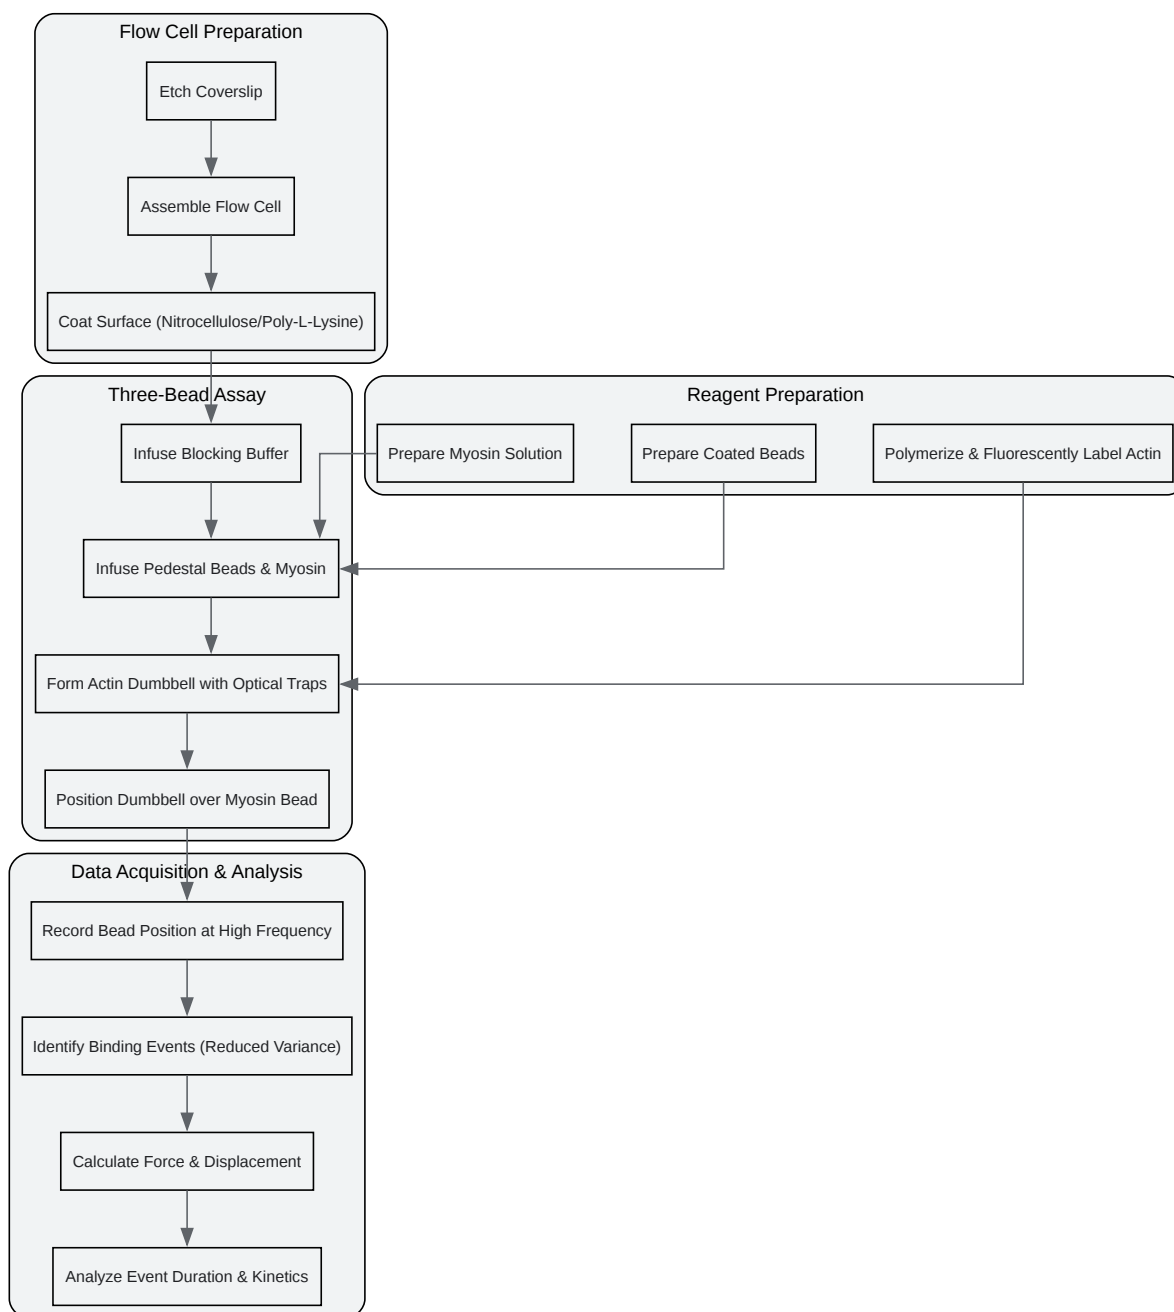 Flow Cell Preparation
Etch Coverslip
Assemble Flow Cell
Coat Surface (Nitrocellulose/Poly-L-Lysine)
Three-Bead Assay
Infuse Blocking Buffer
Infuse Pedestal Beads & Myosin
Form Actin Dumbbell with Optical Traps
Position Dumbbell over Myosin Bead
Reagent Preparation
Prepare Myosin Solution
Prepare Coated Beads
Polymerize & Fluorescently Label Actin
Data Acquisition & Analysis
Record Bead Position at High Frequency
Identify Binding Events (Reduced Variance)
Calculate Force & Displacement
Analyze Event Duration & Kinetics